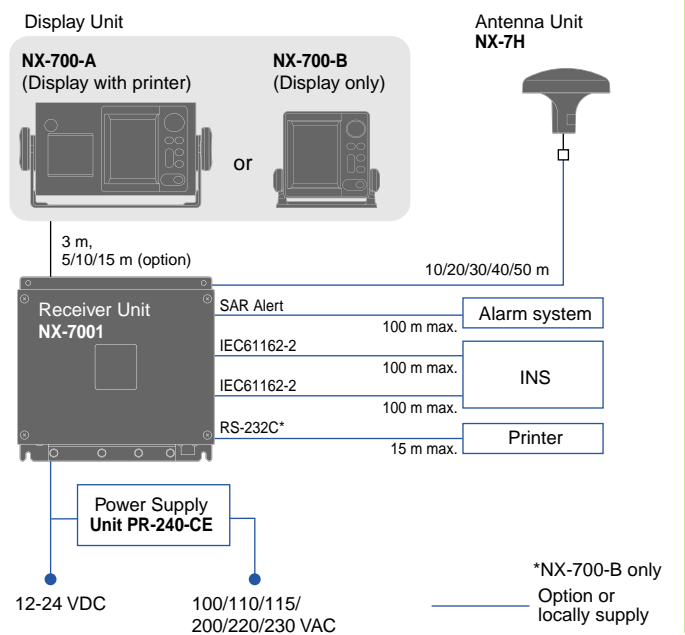 Display Unit
Antenna Unit
NX-7H
NX-700-A
(Display with printer)
NX-700-B
(Display only)
or
3 m,
5/10/15 m (option)
10/20/30/40/50 m
Receiver Unit
NX-7001
SAR Alert
100 m max.
Alarm system
IEC61162-2
100 m max.
INS
IEC61162-2
100 m max.
RS-232C*
15 m max.
Printer
Power Supply
Unit PR-240-CE
12-24 VDC
100/110/115/
200/220/230 VAC
*NX-700-B only
Option or
locally supply